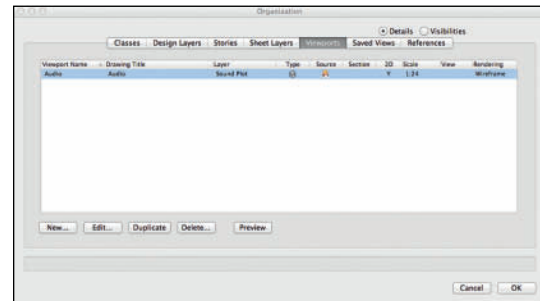 Organization
Details Visibilities
Classes Design Layers Stories Sheet Layers Viewports Saved Views References
Viewport Name Drawing Title Layer Type Source Section 2D Scale View Rendering
Audio Audio Sound Plot Y 1:24 Wireframe
New... Edit... Duplicate Delete... Preview
Cancel OK